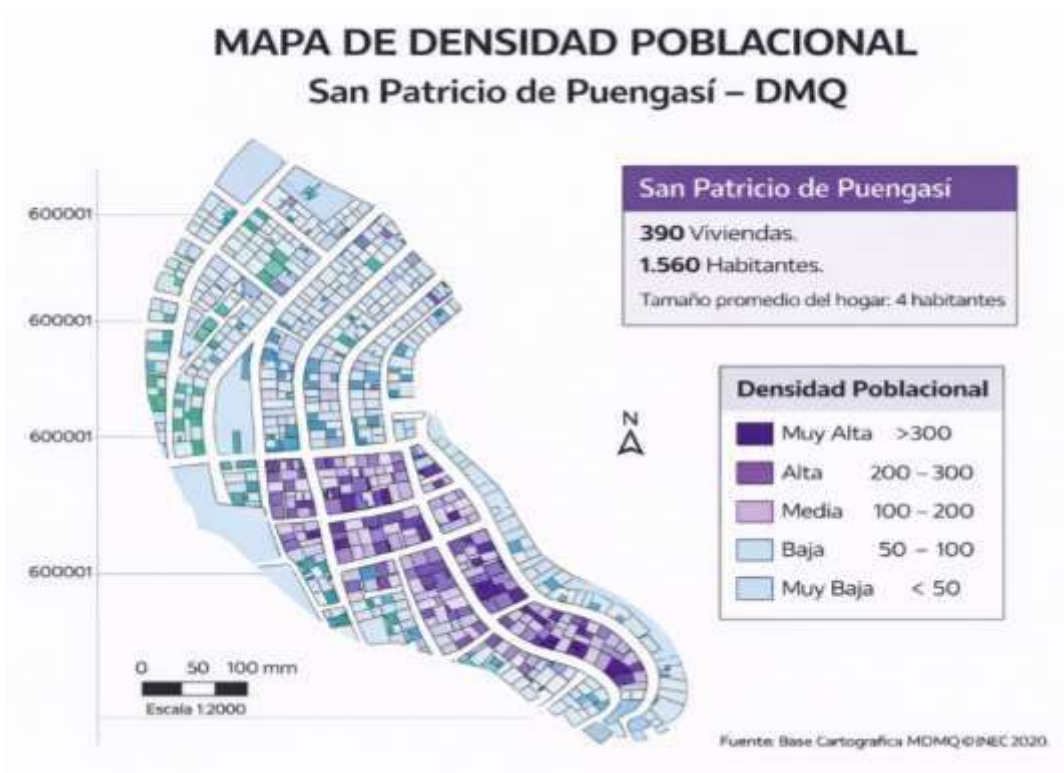 MAPA DE DENSIDAD POBLACIONAL
San Patricio de Puengasí – DMQ
San Patricio de Puengasí
390 Viviendas.
1.560 Habitantes.
Tamaño promedio del hogar: 4 habitantes
600001
600001
600001
600001
N
Densidad Poblacional
Muy Alta >300
Alta 200 – 300
Media 100 – 200
Baja 50 – 100
Muy Baja < 50
0 50 100 mm
Escala 1:2000
Fuente: Base Cartografica MDMQ©INEC 2020.